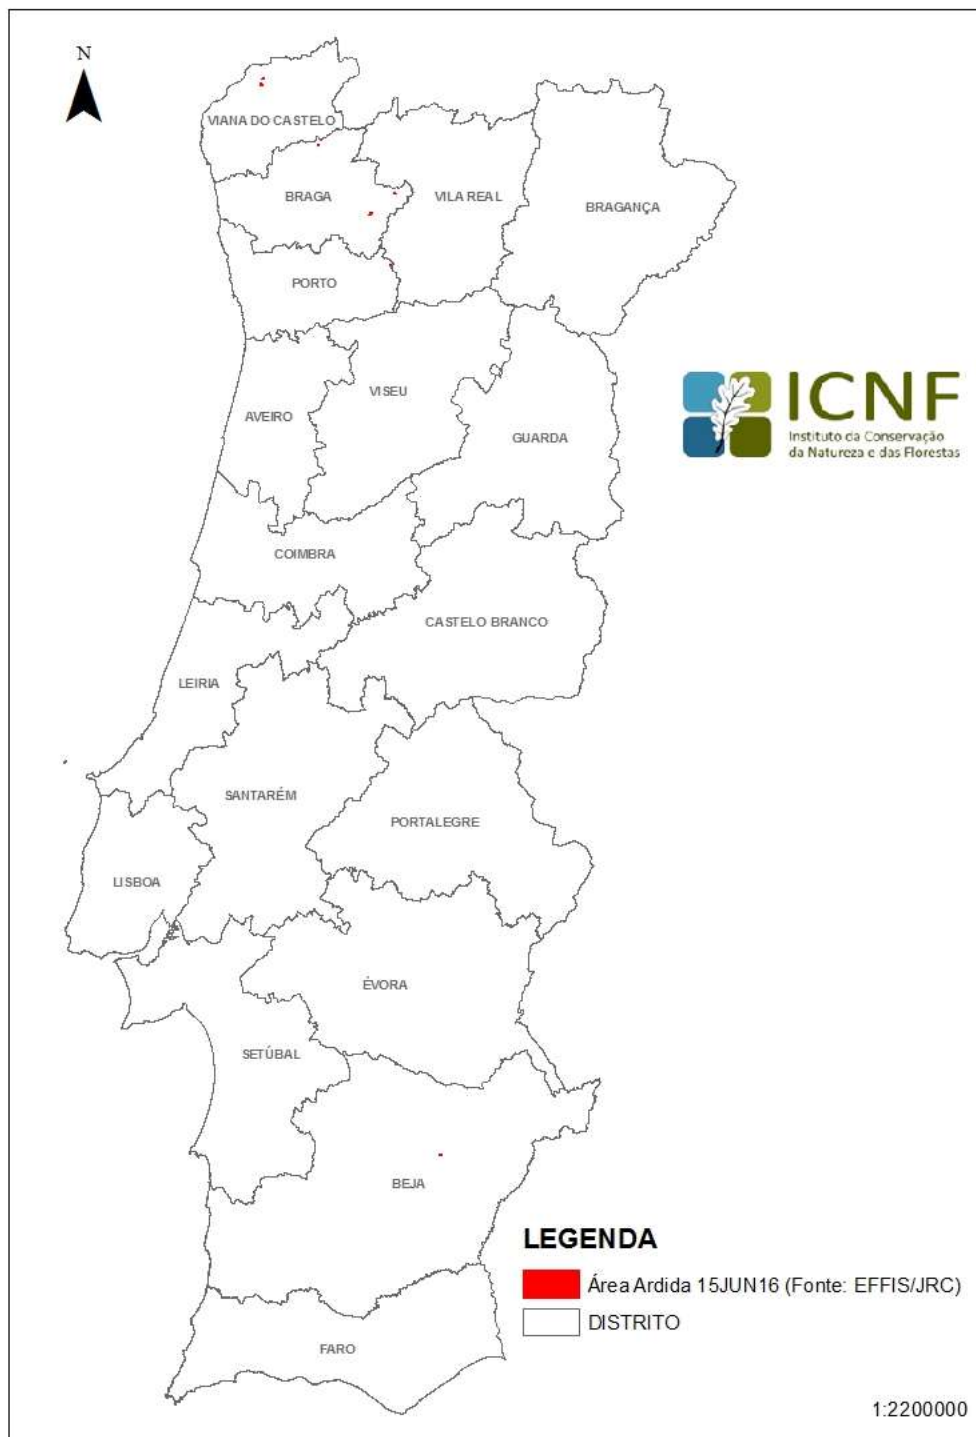 N
VIANA DO CASTELO
BRAGA
VILA REAL
BRAGANÇA
PORTO
AVEIRO
VISEU
GUARDA
ICNF
Instituto da Conservação
da Natureza e das Florestas
COIMBRA
CASTELO BRANCO
LEIRIA
SANTARÉM
PORTALEGRE
LISBOA
ÉVORA
SETÚBAL
BEJA
LEGENDA
Área Ardida 15JUN16 (Fonte: EFFIS/JRC)
DISTRITO
FARO
1:2200000